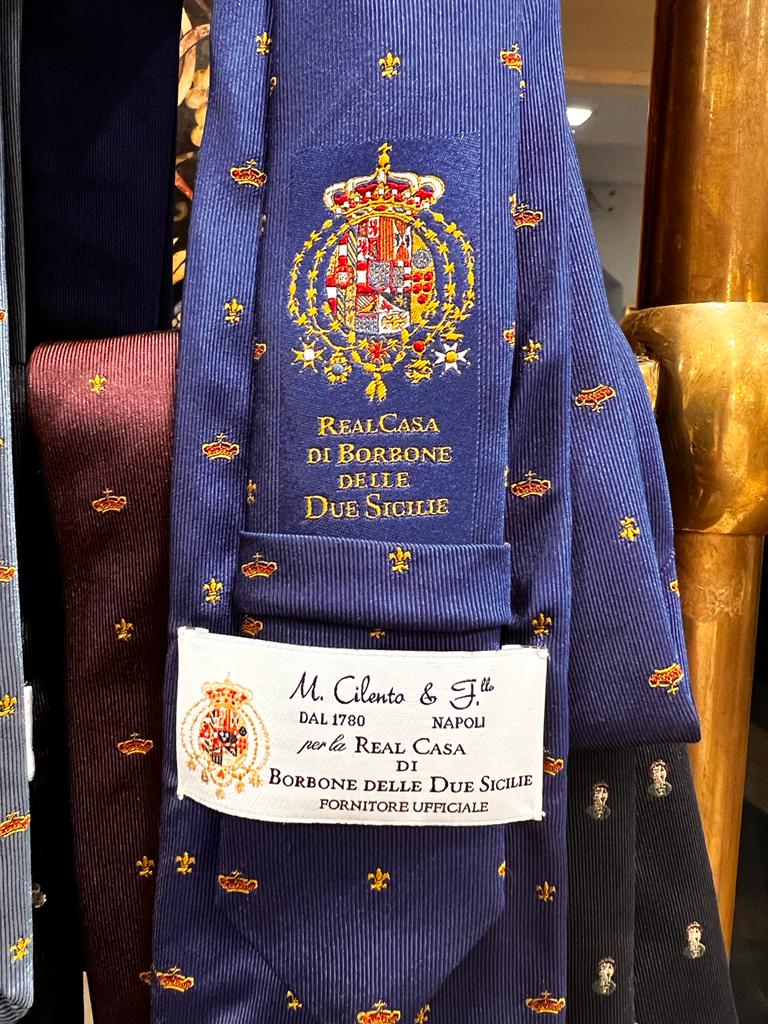 REAL CASA
DI BORBONE
DELLE
DUE SICILIE
M. Cilento & F.llo
DAL 1780 NAPOLI
per la REAL CASA
DI
BORBONE DELLE DUE SICILIE
FORNITORE UFFICIALE